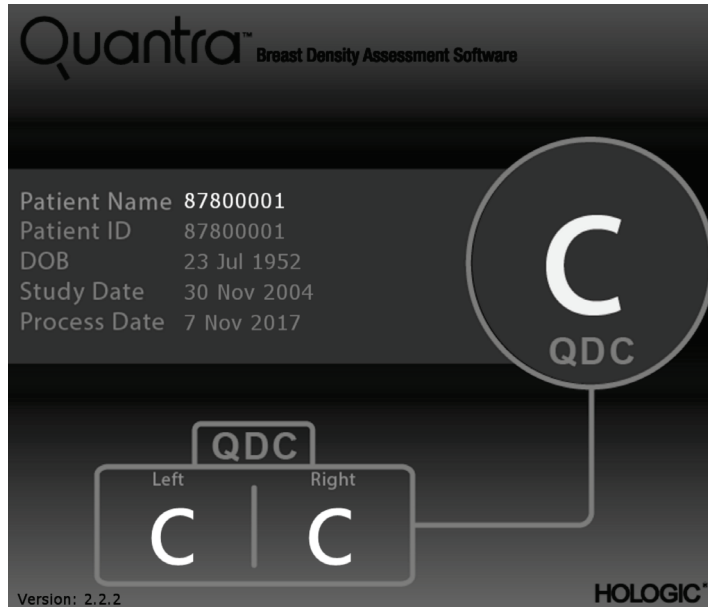 Quantra™ Breast Density Assessment Software
Patient Name 87800001
Patient ID 87800001
DOB 23 Jul 1952
Study Date 30 Nov 2004
Process Date 7 Nov 2017
C
QDC
QDC
Left Right
C C
Version: 2.2.2
HOLOGIC®